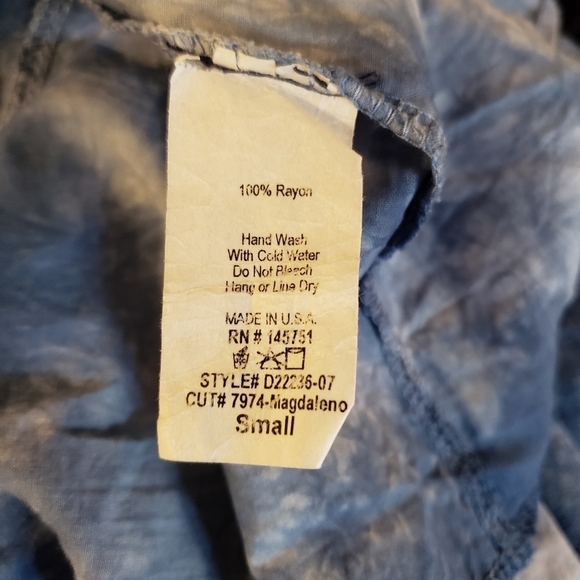 100% Rayon
Hand Wash
With Cold Water
Do Not Bleach
Hang or Line Dry
MADE IN U.S.A.
RN # 145751
STYLE# D22236-07
CUT# 7974-Magdaleno
Small